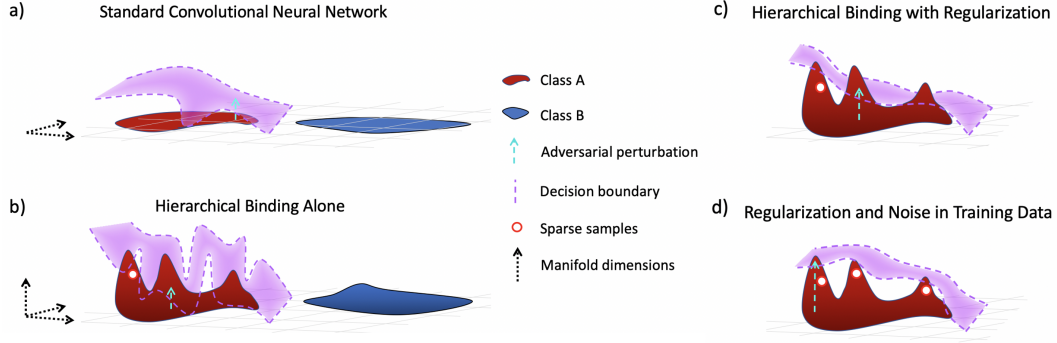 a)
Standard Convolutional Neural Network
b)
Hierarchical Binding Alone
Class A
Class B
Adversarial perturbation
Decision boundary
Sparse samples
Manifold dimensions
c)
Hierarchical Binding with Regularization
d)
Regularization and Noise in Training Data